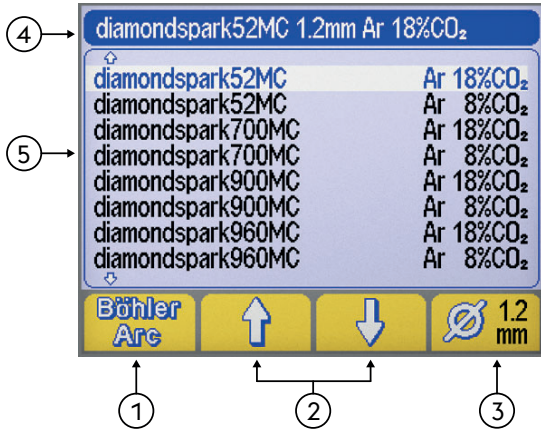 4
diamondspark52MC 1.2mm Ar 18%CO₂
5
diamondspark52MC Ar 18%CO₂
diamondspark52MC Ar 8%CO₂
diamondspark700MC Ar 18%CO₂
diamondspark700MC Ar 8%CO₂
diamondspark900MC Ar 18%CO₂
diamondspark900MC Ar 8%CO₂
diamondspark960MC Ar 18%CO₂
diamondspark960MC Ar 8%CO₂
Böhler
Arc
1.2
mm
1 2 3